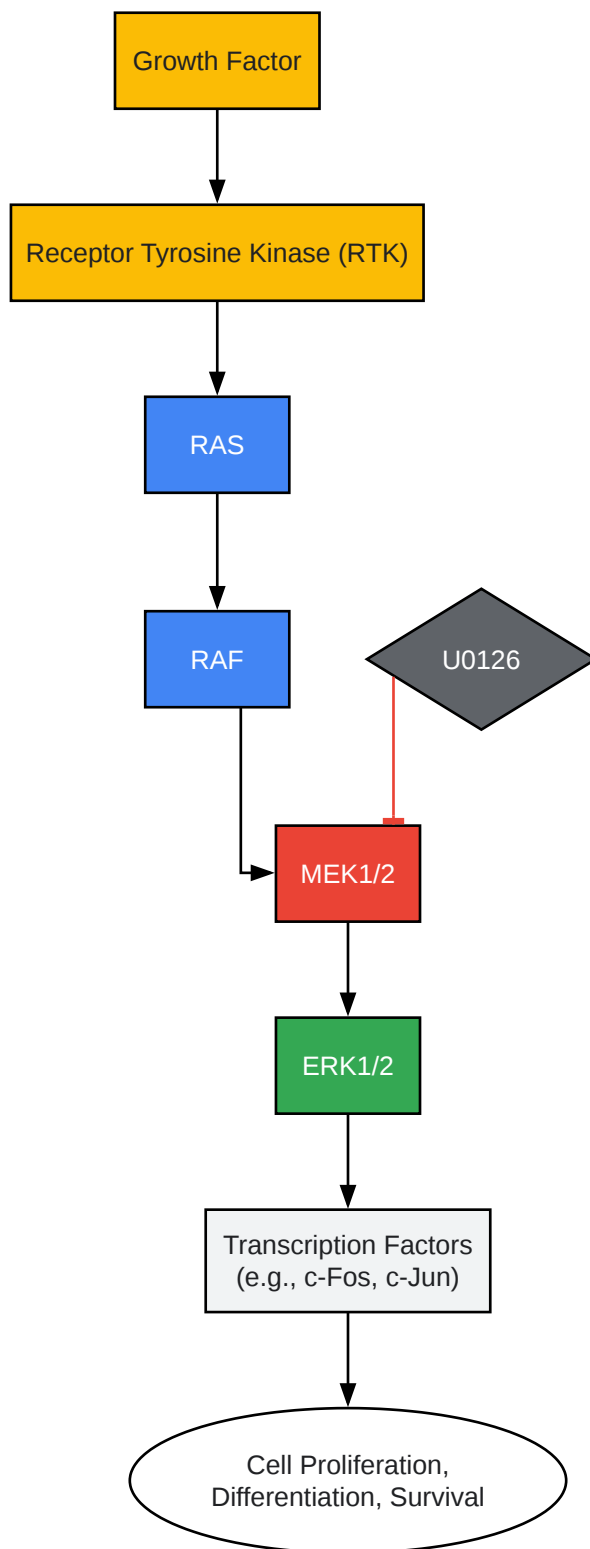 Growth Factor
Receptor Tyrosine Kinase (RTK)
RAS
RAF
U0126
MEK1/2
ERK1/2
Transcription Factors
(e.g., c-Fos, c-Jun)
Cell Proliferation,
Differentiation, Survival